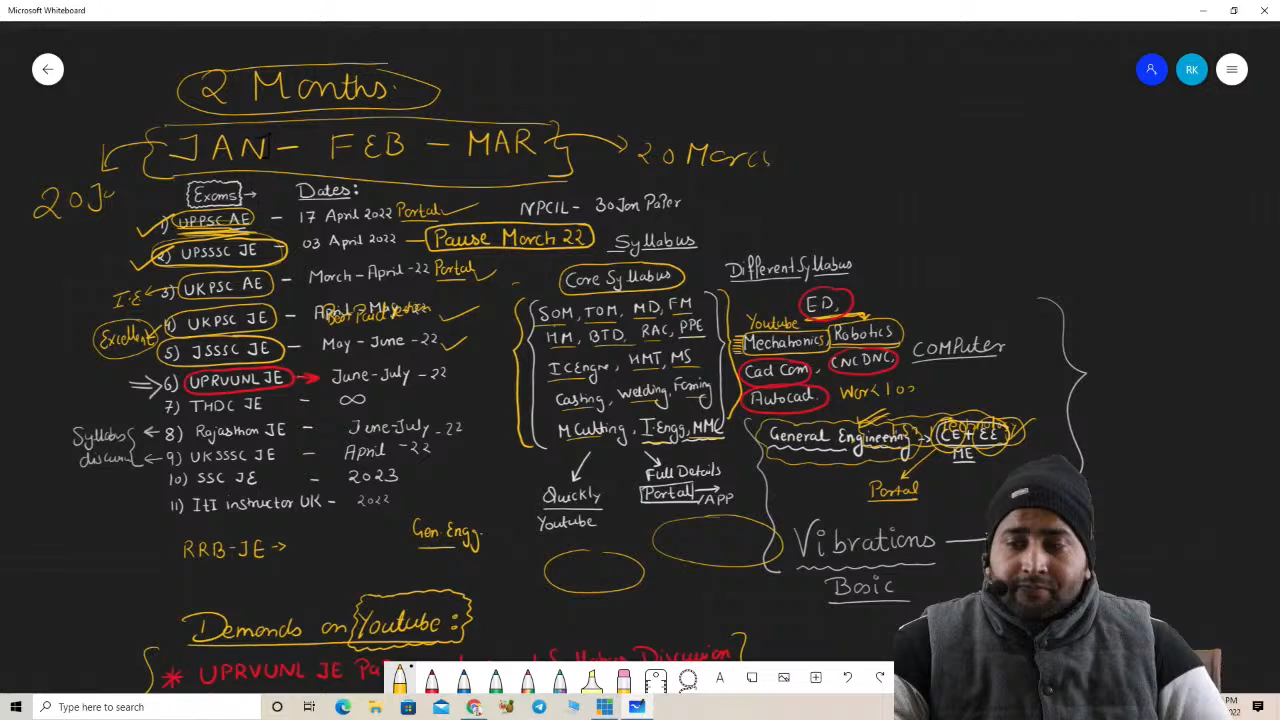 Microsoft Whiteboard
RK
2 Months.
JAN - FEB - MAR
20 J
20 Marc
Exams →
Dates:
1) UPPSC AE - 17 April 2022 Portal
NPCIL - 30 Jan Paper
2) UPSSSC JE - 03 April 2022 - Pause March 22
I.E
3) UKPSC AE - March-April-22 Portal
Excellent
4) UKPSC JE -
5) JSSSC JE - May-June-22
6) UPRVUNL JE → June-July-22
7) THDC JE - ∞
8) Rajasthan JE - June-July-22
Syllabus
9) UKSSSC JE - April-22
10) SSC JE - 2023
11) ItI instructor UK - 2022
RRB-JE →
Gen. Engg.
Syllabus
Core Syllabus
SOM, TOM, MD, FM
HM, BTD, RAC, PPE
IC Engine, HMT, MS
Casting, Welding, Forming
M Cutting, I.Engg, MMC
Quickly
Youtube
Full Details
Portal → /APP
Different Syllabus
ED,
Youtube
Mechatronics, Robotics
Cad Cam, CNC DNC,
COMPuter
Autocad.
Work 100
General Engineering → CE + EE
ME
Portal
Vibrations -
Basic
Demands on Youtube:
* UPRVUNL JE Syllabus Discussion
Type here to search